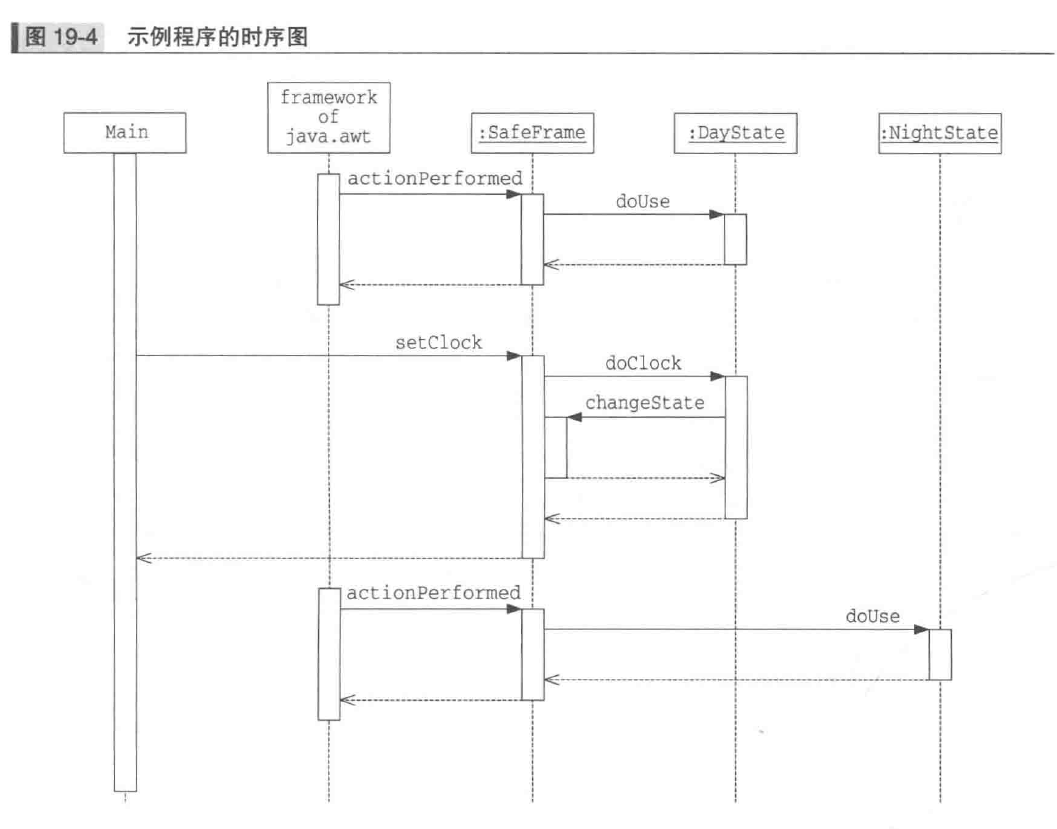 图 19-4 示例程序的时序图
Main
framework
of
java.awt
:SafeFrame
:DayState
:NightState
actionPerformed
doUse
setClock
doClock
changeState
actionPerformed
doUse